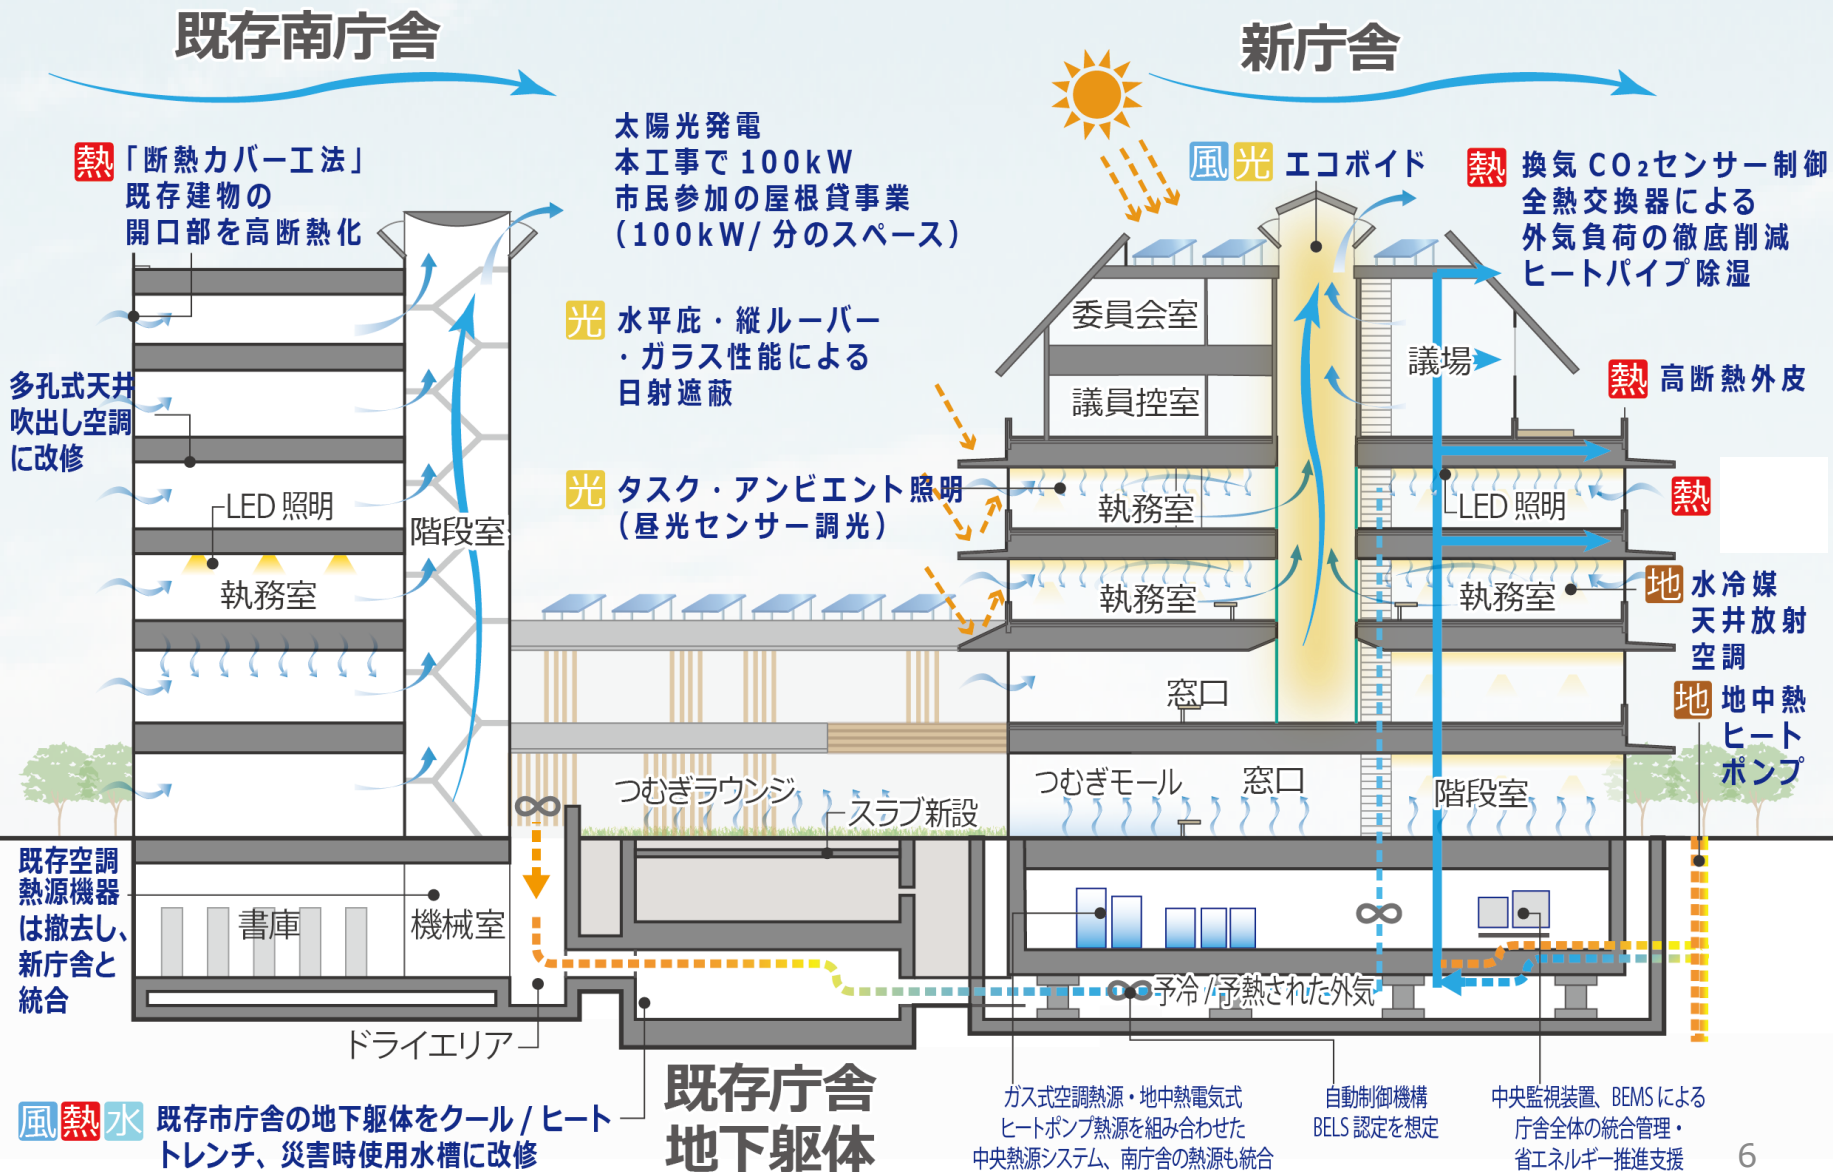 既存南庁舎
新庁舎
熱 「断熱カバー工法」
既存建物の
開口部を高断熱化
太陽光発電
本工事で100kW
市民参加の屋根貸事業
(100kW/分のスペース)
風 光 エコボイド
熱 換気CO₂センサー制御
全熱交換器による
外気負荷の徹底削減
ヒートパイプ除湿
光 水平庇・縦ルーバー
・ガラス性能による
日射遮蔽
委員会室
議員控室
議場
熱 高断熱外皮
多孔式天井
吹出し空調
に改修
光 タスク・アンビエント照明
(昼光センサー調光)
LED 照明
階段室
執務室
執務室
LED 照明
熱
執務室
執務室
地 水冷媒
天井放射
空調
窓口
地 地中熱
ヒート
ポンプ
つむぎラウンジ
スラブ新設
つむぎモール
窓口
階段室
既存空調
熱源機器
は撤去し、
新庁舎と
統合
書庫
機械室
予冷/予熱された外気
ドライエリア
既存庁舎
地下躯体
風 熱 水 既存市庁舎の地下躯体をクール/ヒート
トレンチ、災害時使用水槽に改修
ガス式空調熱源・地中熱電気式
ヒートポンプ熱源を組み合わせた
中央熱源システム、南庁舎の熱源も統合
自動制御機構
BELS 認定を想定
中央監視装置、BEMS による
庁舎全体の統合管理・
省エネルギー推進支援
6